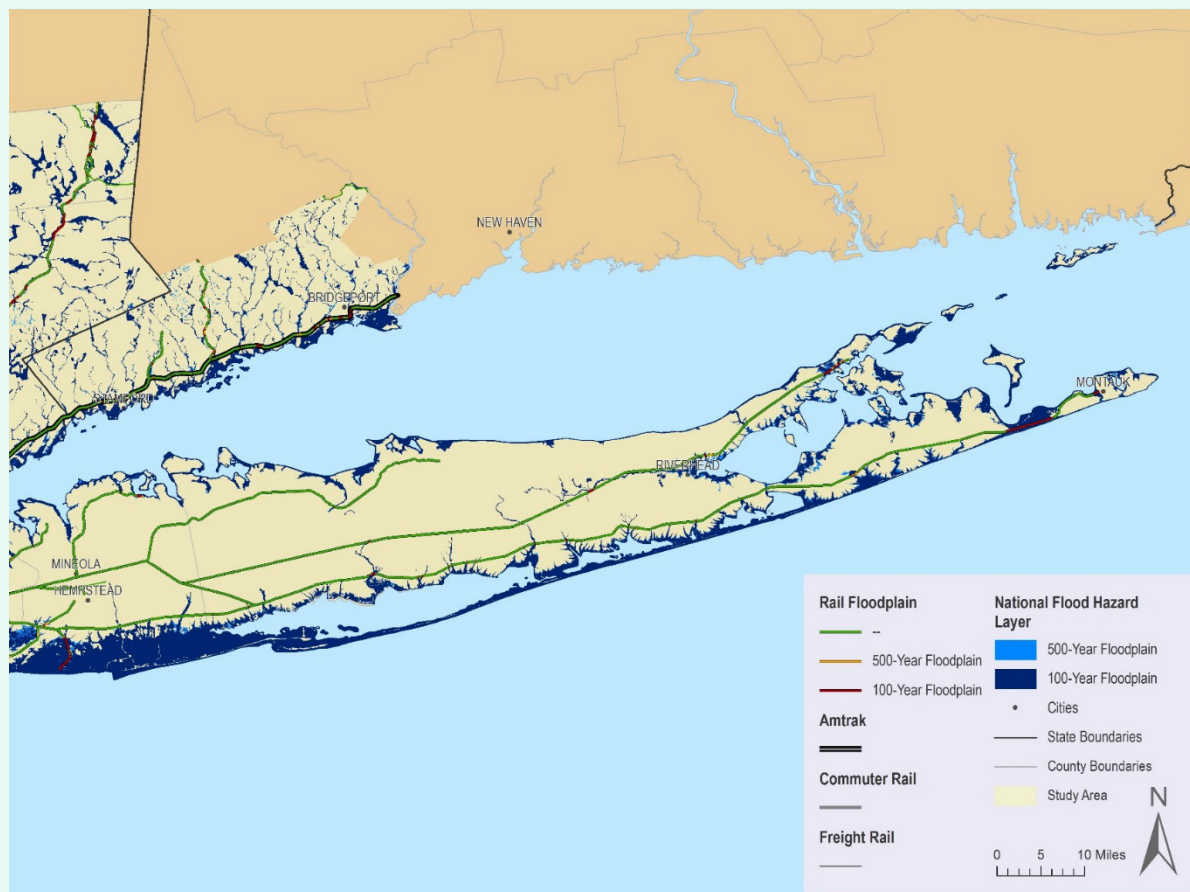 NEW HAVEN
BRIDGEPORT
STAMFORD
MONTAUK
RIVERHEAD
MINEOLA
HEMPSTEAD
Rail Floodplain
--
500-Year Floodplain
100-Year Floodplain
Amtrak
Commuter Rail
Freight Rail
National Flood Hazard
Layer
500-Year Floodplain
100-Year Floodplain
Cities
State Boundaries
County Boundaries
Study Area
N
0 5 10 Miles